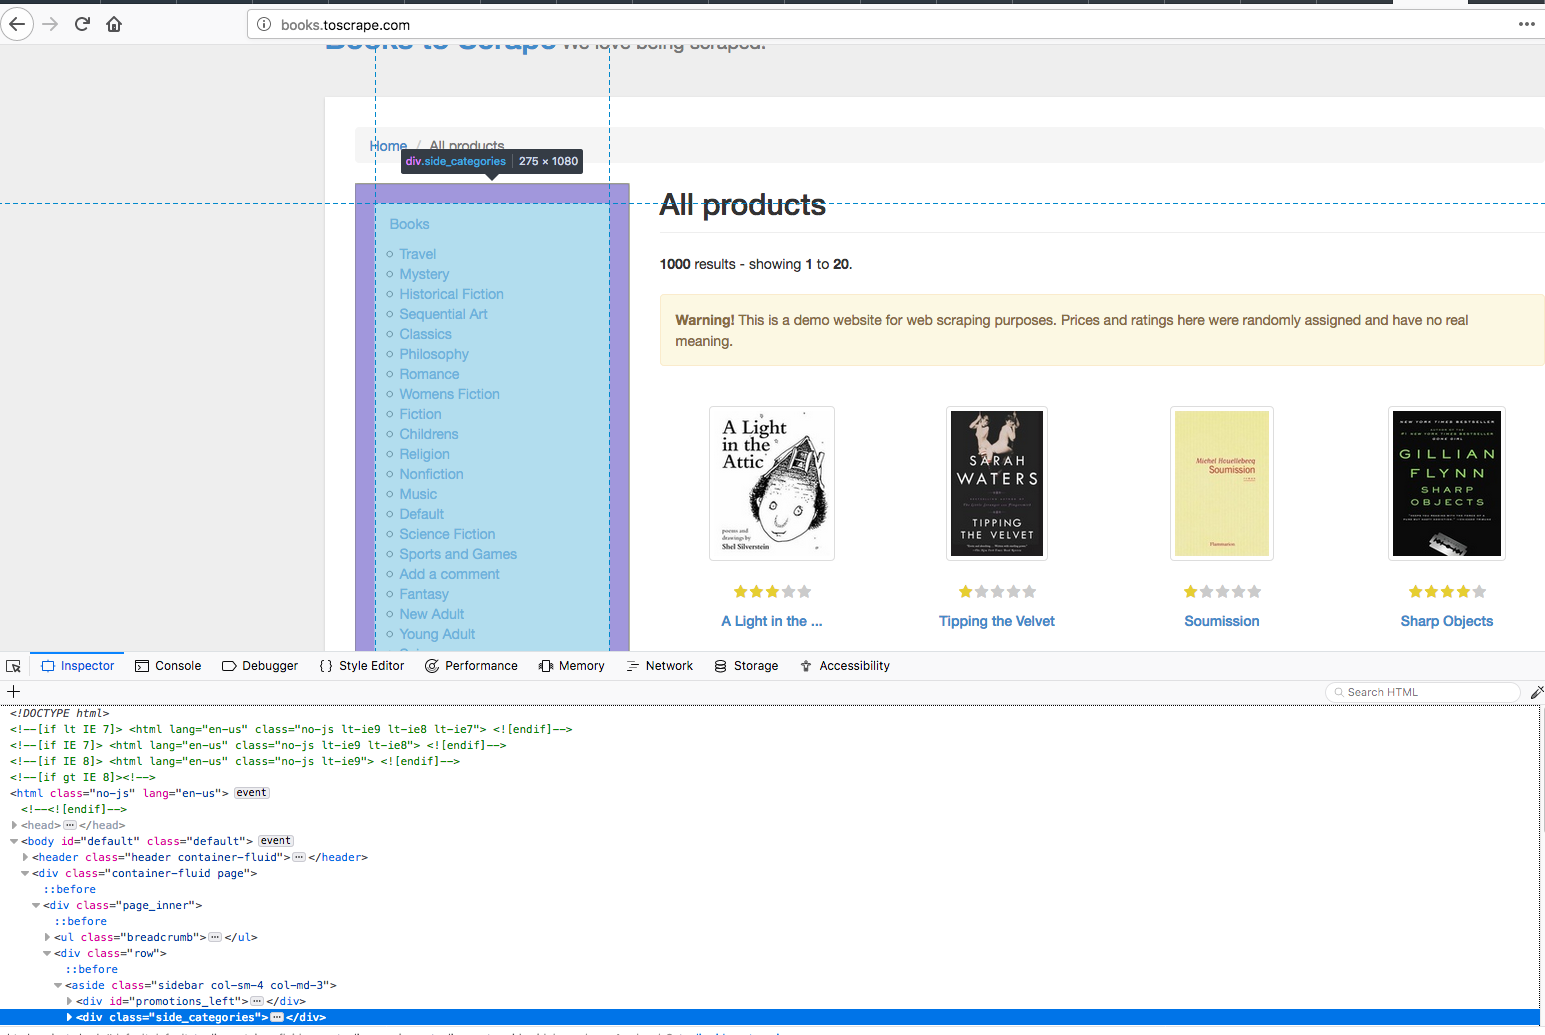 books.toscrape.com
Books to Scrape We love being scraped!
Home / All products
div.side_categories 275 × 1080
All products
Books
Travel
Mystery
Historical Fiction
Sequential Art
Classics
Philosophy
Romance
Womens Fiction
Fiction
Childrens
Religion
Nonfiction
Music
Default
Science Fiction
Sports and Games
Add a comment
Fantasy
New Adult
Young Adult
1000 results - showing 1 to 20.
Warning! This is a demo website for web scraping purposes. Prices and ratings here were randomly assigned and have no real
meaning.
A Light
in the
Attic
poems and
drawings by
Shel Silverstein
SARAH
WATERS
TIPPING
THE VELVET
Michel Houellebecq
Soumission
Flammarion
NEW YORK TIMES BESTSELLER
GONE GIRL
GILLIAN
FLYNN
SHARP
OBJECTS
A Light in the ...
Tipping the Velvet
Soumission
Sharp Objects
Inspector
Console
Debugger
{ } Style Editor
Performance
Memory
Network
Storage
Accessibility
Search HTML
<!DOCTYPE html>
<!--[if lt IE 7]> <html lang="en-us" class="no-js lt-ie9 lt-ie8 lt-ie7"> <![endif]-->
<!--[if IE 7]> <html lang="en-us" class="no-js lt-ie9 lt-ie8"> <![endif]-->
<!--[if IE 8]> <html lang="en-us" class="no-js lt-ie9"> <![endif]-->
<!--[if gt IE 8]><!-->
<html class="no-js" lang="en-us"> event
<!--<![endif]-->
<head> ... </head>
<body id="default" class="default"> event
<header class="header container-fluid"> ... </header>
<div class="container-fluid page">
::before
<div class="page_inner">
::before
<ul class="breadcrumb"> ... </ul>
<div class="row">
::before
<aside class="sidebar col-sm-4 col-md-3">
<div id="promotions_left"> ... </div>
<div class="side_categories"> ... </div>